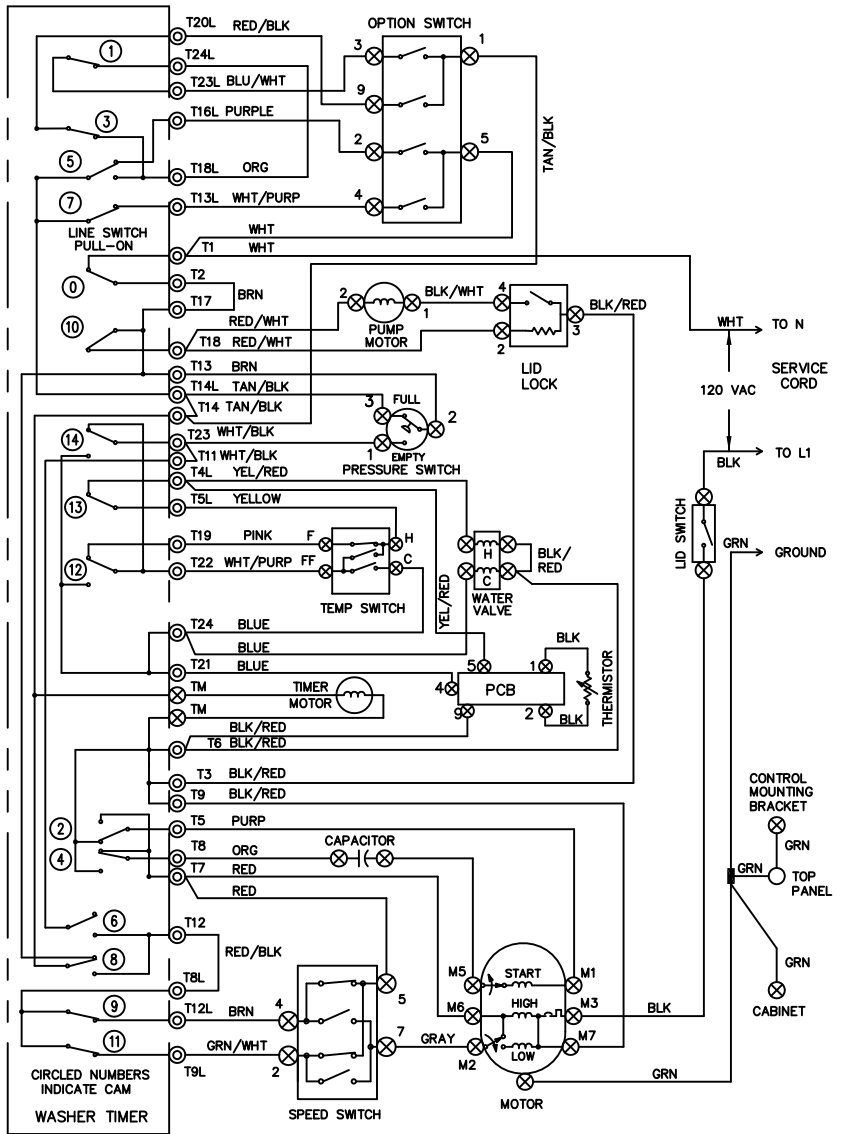 T20L RED/BLK
OPTION SWITCH
1
T24L
3
1
T23L BLU/WHT
9
T16L PURPLE
3
2
5
5
T18L ORG
TAN/BLK
T13L WHT/PURP
4
7
LINE SWITCH
PULL-ON
WHT
T1
WHT
T2
0
BRN
T17
BLK/WHT
4
BLK/RED
2
1
10
RED/WHT
PUMP
MOTOR
T18 RED/WHT
2
3
LID
LOCK
WHT
TO N
SERVICE
CORD
120 VAC
T13 BRN
T14L TAN/BLK
3
FULL
2
T14 TAN/BLK
T23 WHT/BLK
14
1
EMPTY
T11 WHT/BLK
PRESSURE SWITCH
TO L1
BLK
T4L YEL/RED
T5L YELLOW
13
LID SWITCH
T19 PINK
F
H
H
BLK/
RED
GRN
GROUND
12
T22 WHT/PURP
FF
C
C
TEMP SWITCH
WATER
VALVE
YEL/RED
T24 BLUE
BLUE
T21 BLUE
BLK
5
1
4
PCB
THERMISTOR
TM
TIMER
MOTOR
TM
9
2
BLK
BLK/RED
T6 BLK/RED
T3 BLK/RED
T9 BLK/RED
CONTROL
MOUNTING
BRACKET
GRN
2
T5 PURP
T8 ORG
CAPACITOR
4
T7 RED
RED
GRN
TOP
PANEL
6
T12
RED/BLK
8
GRN
T8L
M5
START
M1
5
M6
HIGH
M3
BLK
CABINET
9
T12L BRN
4
7
GRAY
M7
11
GRN/WHT
2
M2
LOW
T9L
GRN
CIRCLED NUMBERS
INDICATE CAM
WASHER TIMER
SPEED SWITCH
MOTOR